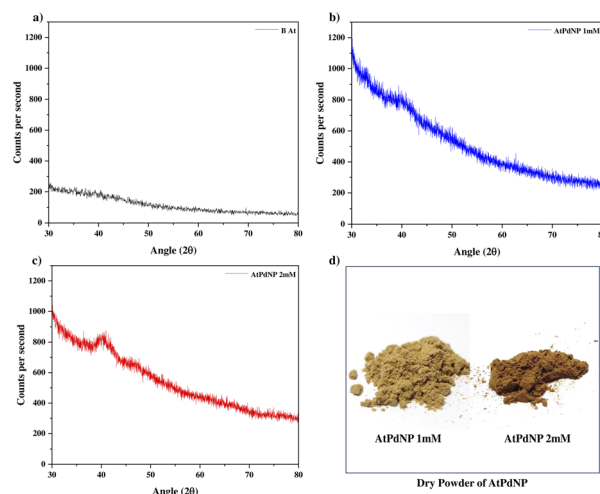 a)
B At
Counts per second
1200
1000
800
600
400
200
0
30 40 50 60 70 80
Angle (2θ)
b)
AtPdNP 1mM
Counts per second
1200
1000
800
600
400
200
0
30 40 50 60 70 80
Angle (2θ)
c)
AtPdNP 2mM
Counts per second
1200
1000
800
600
400
200
0
30 40 50 60 70 80
Angle (2θ)
d)
AtPdNP 1mM AtPdNP 2mM
Dry Powder of AtPdNP